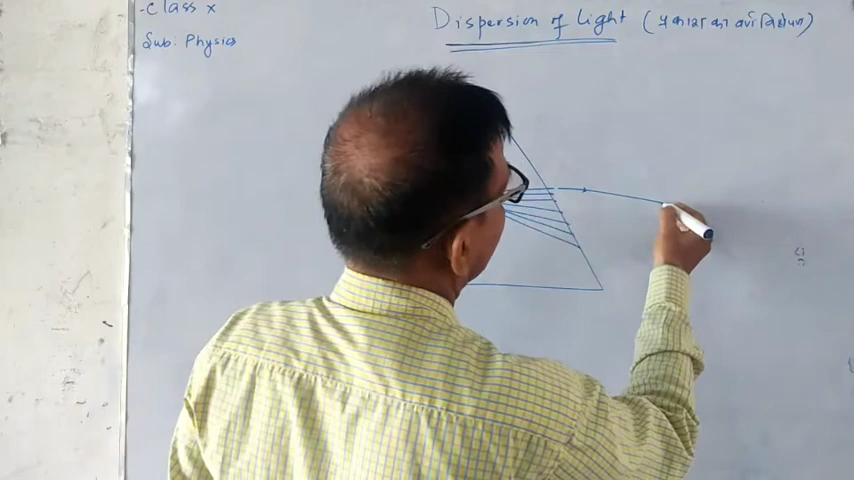 Class X
Sub: Physics
Dispersion of Light (प्रकाश का वर्ण विक्षेपण)